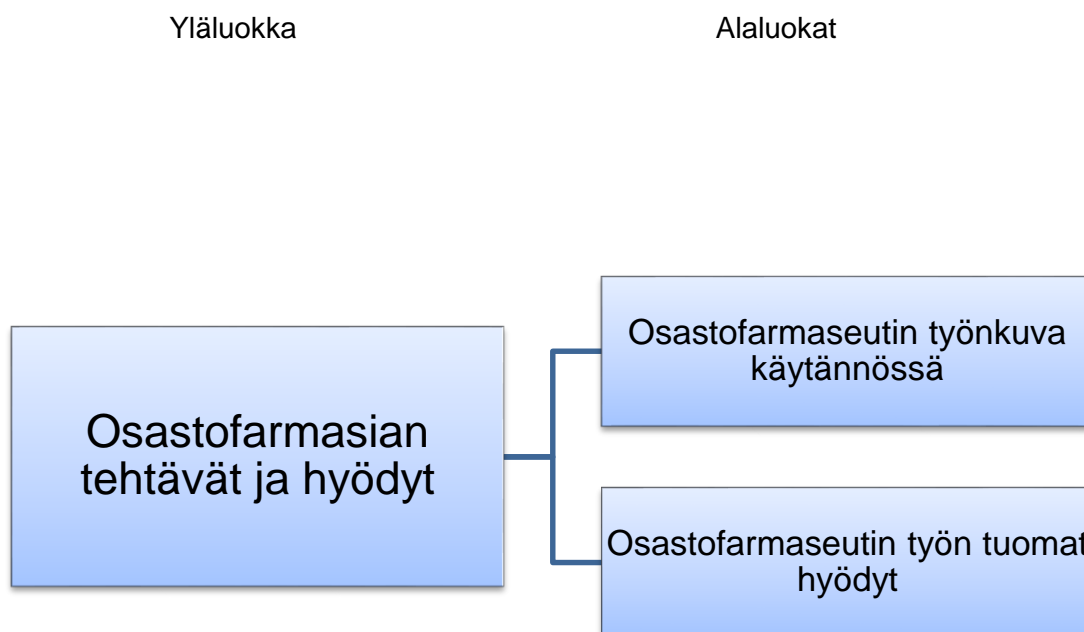 Yläluokka
Alaluokat
Osastofarmaseutin työnkuva
käytännössä
Osastofarmasian
tehtävät ja hyödyt
Osastofarmaseutin työn tuomat
hyödyt